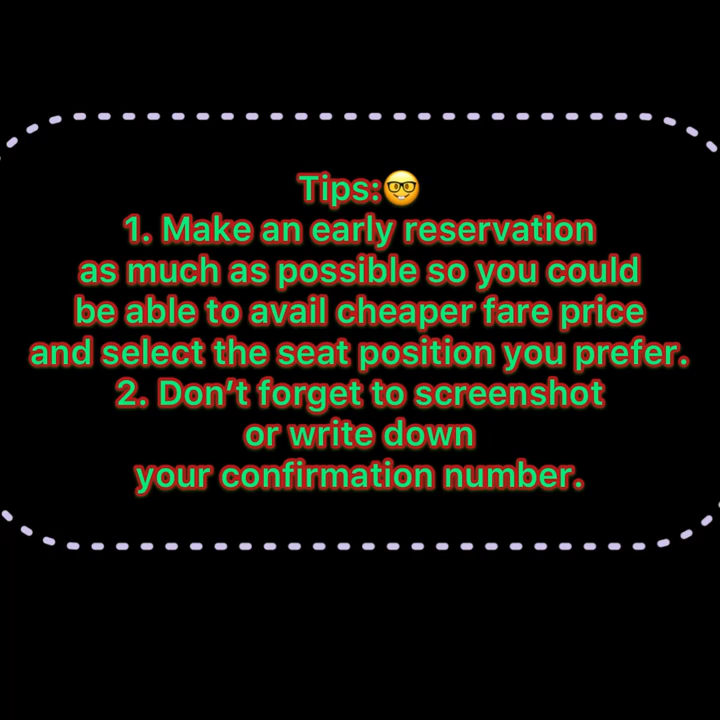 Tips:🤓
1. Make an early reservation
as much as possible so you could
be able to avail cheaper fare price
and select the seat position you prefer.
2. Don’t forget to screenshot
or write down
your confirmation number.